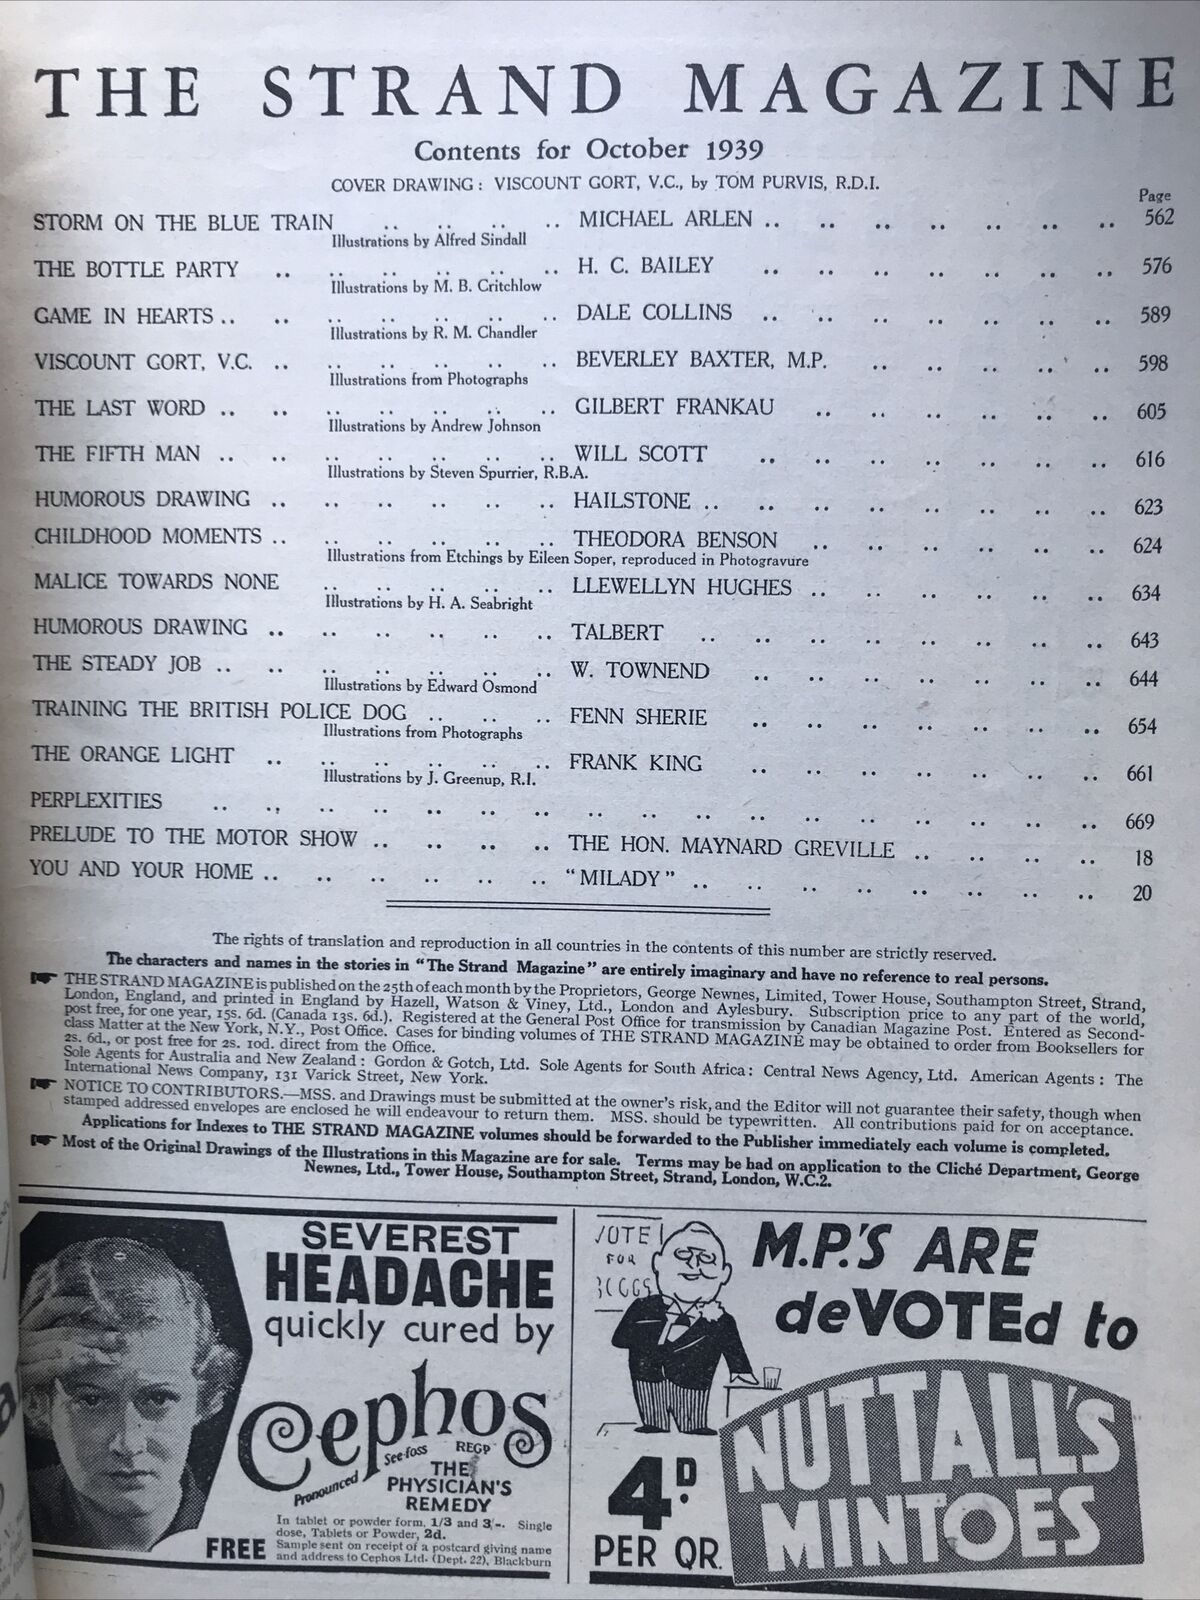 THE STRAND MAGAZINE
Contents for October 1939
COVER DRAWING: VISCOUNT GORT, V.C., by TOM PURVIS, R.D.I.
Page
STORM ON THE BLUE TRAIN .. .. .. .. MICHAEL ARLEN .. .. .. .. .. .. .. 562
Illustrations by Alfred Sindall
THE BOTTLE PARTY .. .. .. .. .. .. H. C. BAILEY .. .. .. .. .. .. .. 576
Illustrations by M. B. Critchlow
GAME IN HEARTS .. .. .. .. .. .. .. DALE COLLINS .. .. .. .. .. .. .. 589
Illustrations by R. M. Chandler
VISCOUNT GORT, V.C. .. .. .. .. .. .. BEVERLEY BAXTER, M.P. .. .. .. .. .. 598
Illustrations from Photographs
THE LAST WORD .. .. .. .. .. .. .. GILBERT FRANKAU .. .. .. .. .. .. 605
Illustrations by Andrew Johnson
THE FIFTH MAN .. .. .. .. .. .. .. WILL SCOTT .. .. .. .. .. .. .. 616
Illustrations by Steven Spurrier, R.B.A.
HUMOROUS DRAWING .. .. .. .. .. .. HAILSTONE .. .. .. .. .. .. .. .. 623
CHILDHOOD MOMENTS .. .. .. .. .. .. THEODORA BENSON .. .. .. .. .. .. 624
Illustrations from Etchings by Eileen Soper, reproduced in Photogravure
MALICE TOWARDS NONE .. .. .. .. .. LLEWELLYN HUGHES .. .. .. .. .. .. 634
Illustrations by H. A. Seabright
HUMOROUS DRAWING .. .. .. .. .. .. TALBERT .. .. .. .. .. .. .. .. 643
THE STEADY JOB .. .. .. .. .. .. .. W. TOWNEND .. .. .. .. .. .. .. 644
Illustrations by Edward Osmond
TRAINING THE BRITISH POLICE DOG .. .. .. FENN SHERIE .. .. .. .. .. .. .. 654
Illustrations from Photographs
THE ORANGE LIGHT .. .. .. .. .. .. FRANK KING .. .. .. .. .. .. .. 661
Illustrations by J. Greenup, R.I.
PERPLEXITIES .. .. .. .. .. .. .. .. .. .. .. .. .. .. .. .. 669
PRELUDE TO THE MOTOR SHOW .. .. .. .. THE HON. MAYNARD GREVILLE .. .. .. .. 18
YOU AND YOUR HOME .. .. .. .. .. .. "MILADY" .. .. .. .. .. .. .. .. 20
The rights of translation and reproduction in all countries in the contents of this number are strictly reserved.
The characters and names in the stories in "The Strand Magazine" are entirely imaginary and have no reference to real persons.
THE STRAND MAGAZINE is published on the 25th of each month by the Proprietors, George Newnes, Limited, Tower House, Southampton Street, Strand,
London, England, and printed in England by Hazell, Watson & Viney, Ltd., London and Aylesbury. Subscription price to any part of the world,
post free, for one year, 15s. 6d. (Canada 13s. 6d.). Registered at the General Post Office for transmission by Canadian Magazine Post. Entered as Second-
class Matter at the New York, N.Y., Post Office. Cases for binding volumes of THE STRAND MAGAZINE may be obtained to order from Booksellers for
2s. 6d., or post free for 2s. 10d. direct from the Office.
Sole Agents for Australia and New Zealand: Gordon & Gotch, Ltd. Sole Agents for South Africa: Central News Agency, Ltd. American Agents: The
International News Company, 131 Varick Street, New York.
NOTICE TO CONTRIBUTORS.—MSS. and Drawings must be submitted at the owner's risk, and the Editor will not guarantee their safety, though when
stamped addressed envelopes are enclosed he will endeavour to return them. MSS. should be typewritten. All contributions paid for on acceptance.
Applications for Indexes to THE STRAND MAGAZINE volumes should be forwarded to the Publisher immediately each volume is completed.
Most of the Original Drawings of the Illustrations in this Magazine are for sale. Terms may be had on application to the Cliché Department, George
Newnes, Ltd., Tower House, Southampton Street, Strand, London, W.C.2.
SEVEREST
HEADACHE
quickly cured by
Cephos
Pronounced See-foss REGD
THE
PHYSICIAN'S
REMEDY
In tablet or powder form, 1/3 and 3/-. Single
dose, Tablets or Powder, 2d.
FREE Sample sent on receipt of a postcard giving name
and address to Cephos Ltd. (Dept. 22), Blackburn
VOTE
FOR
BOGGS
M.P.'S ARE
deVOTEd to
NUTTALL'S
MINTOES
4D.
PER QR.